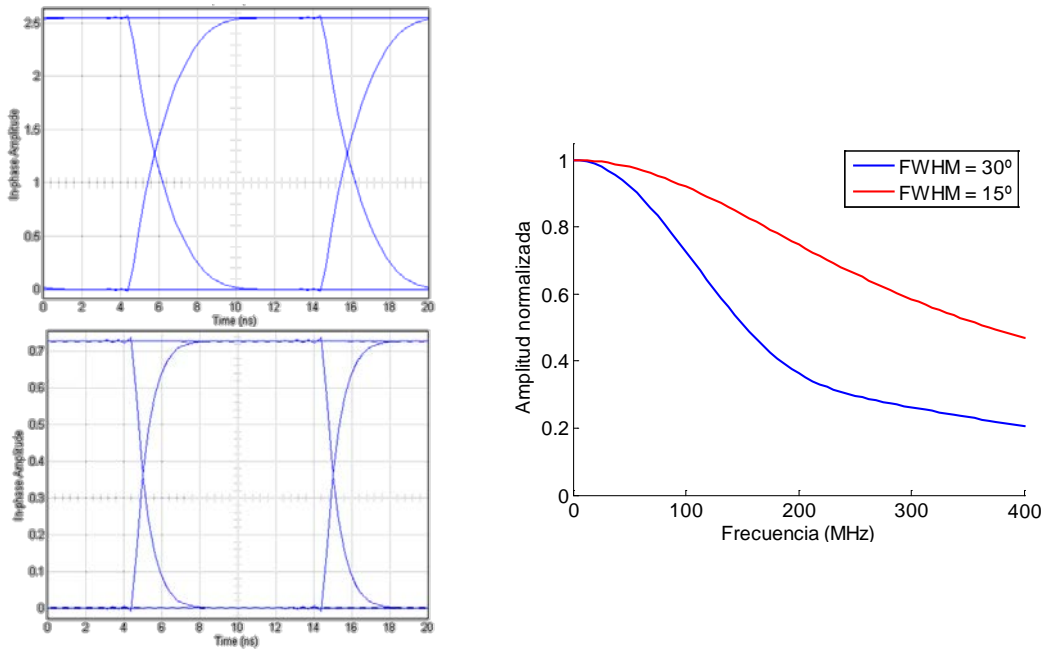 2.5
2
1.5
1
0.5
0
In-phase Amplitude
0 2 4 6 8 10 12 14 16 18 20
Time (ns)
0.7
0.6
0.5
0.4
0.3
0.2
0.1
0
In-phase Amplitude
0 2 4 6 8 10 12 14 16 18 20
Time (ns)
FWHM = 30º
FWHM = 15º
1
0.8
0.6
0.4
0.2
0
Amplitud normalizada
0 100 200 300 400
Frecuencia (MHz)